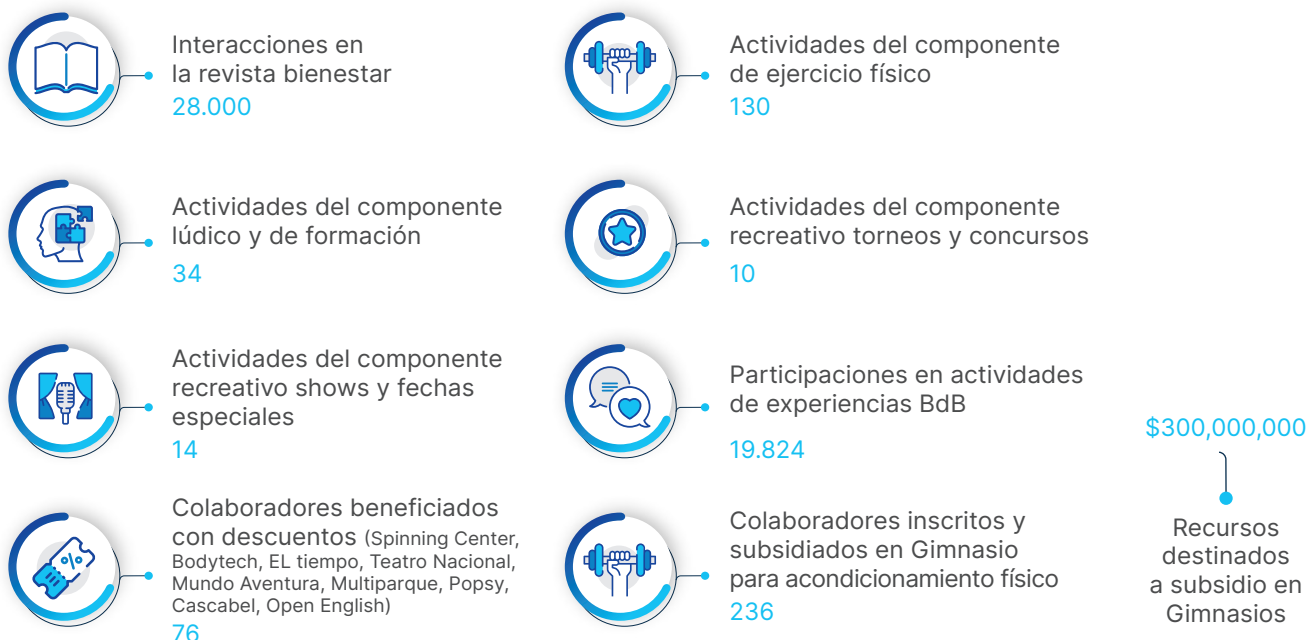 Interacciones en
la revista bienestar
28.000
Actividades del componente
de ejercicio físico
130
Actividades del componente
lúdico y de formación
34
Actividades del componente
recreativo torneos y concursos
10
Actividades del componente
recreativo shows y fechas
especiales
14
Participaciones en actividades
de experiencias BdB
19.824
Colaboradores beneficiados
con descuentos (Spinning Center,
Bodytech, EL tiempo, Teatro Nacional,
Mundo Aventura, Multiparque, Popsy,
Cascabel, Open English)
76
%
Colaboradores inscritos y
subsidiados en Gimnasio
para acondicionamiento físico
236
$300,000,000
Recursos
destinados
a subsidio en
Gimnasios